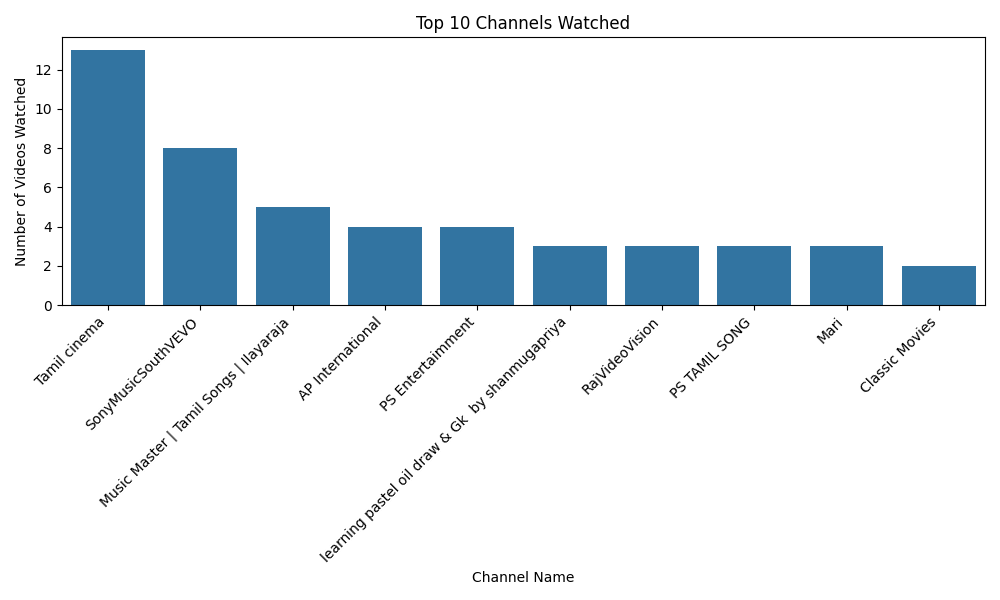 Top 10 Channels Watched
Number of Videos Watched
12
10
8
6
4
2
0
Tamil cinema
SonyMusicSouthVEVO
Music Master | Tamil Songs | Ilayaraja
AP International
PS Entertaimment
learning pastel oil draw & Gk  by shanmugapriya
RajVideoVision
PS TAMIL SONG
Mari
Classic Movies
Channel Name